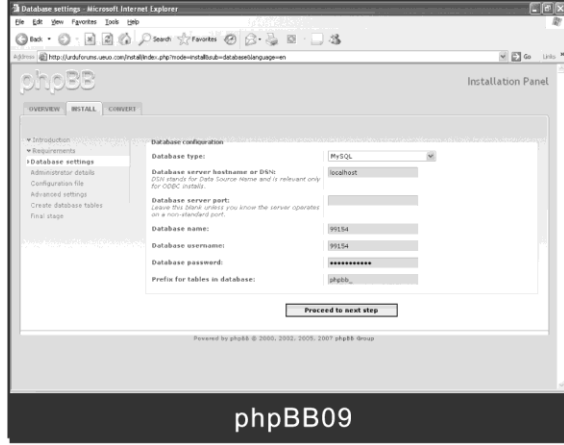 Database settings - Microsoft Internet Explorer
File Edit View Favorites Tools Help
Back Search Favorites
Address http://urduforums.ueuo.com/install/index.php?mode=install&sub=database&language=en Go Links
phpBB
Installation Panel
OVERVIEW INSTALL CONVERT
Introduction
Requirements
Database settings
Administrator details
Configuration file
Advanced settings
Create database tables
Final stage
Database configuration
Database type: MySQL
Database server hostname or DSN: localhost
DSN stands for Data Source Name and is relevant only
for ODBC installs.
Database server port:
Leave this blank unless you know the server operates
on a non-standard port.
Database name: 99154
Database username: 99154
Database password: •••••••••••
Prefix for tables in database: phpbb_
Proceed to next step
Powered by phpBB © 2000, 2002, 2005, 2007 phpBB Group
phpBB09